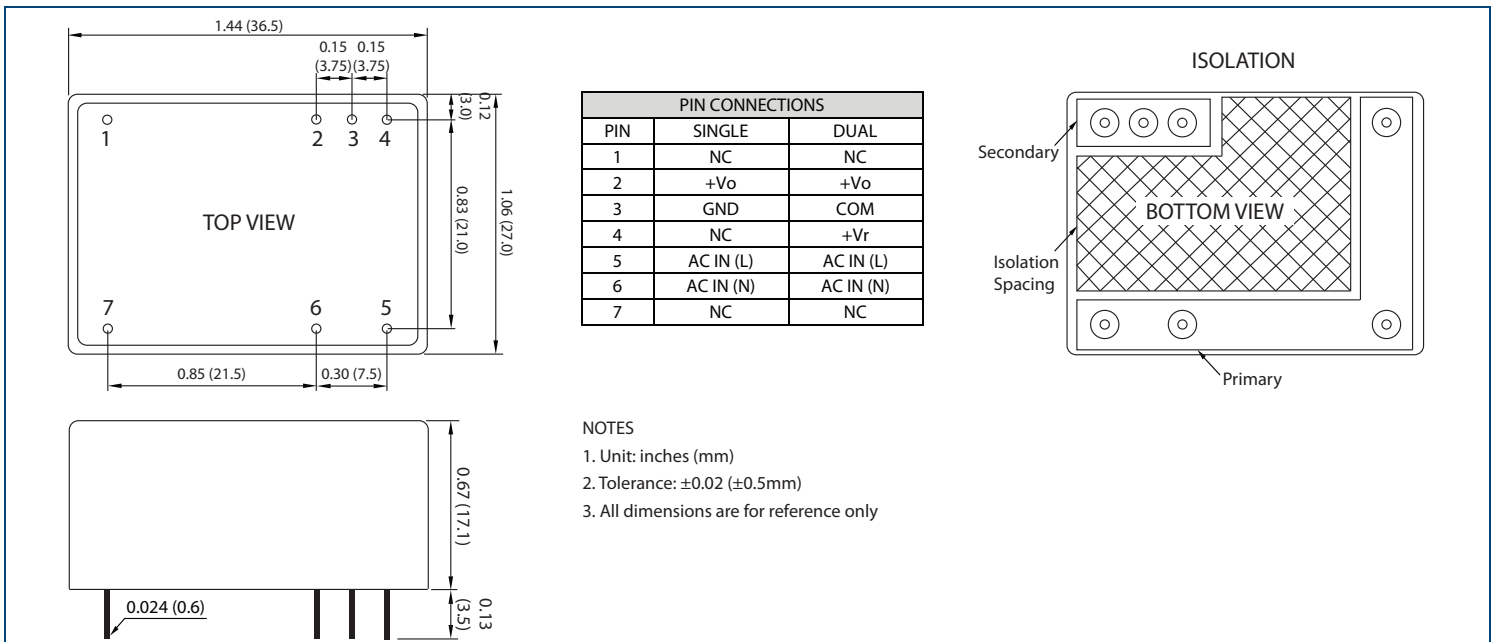 1.44 (36.5)
0.15 0.15
(3.75)(3.75)
0.12
(3.0)
1 2 3 4
TOP VIEW
0.83 (21.0)
1.06 (27.0)
7 6 5
0.85 (21.5) 0.30 (7.5)
0.67 (17.1)
0.024 (0.6)
0.13
(3.5)
PIN CONNECTIONS
PIN SINGLE DUAL
1 NC NC
2 +Vo +Vo
3 GND COM
4 NC +Vr
5 AC IN (L) AC IN (L)
6 AC IN (N) AC IN (N)
7 NC NC
NOTES
1. Unit: inches (mm)
2. Tolerance: ±0.02 (±0.5mm)
3. All dimensions are for reference only
ISOLATION
Secondary
BOTTOM VIEW
Isolation
Spacing
Primary